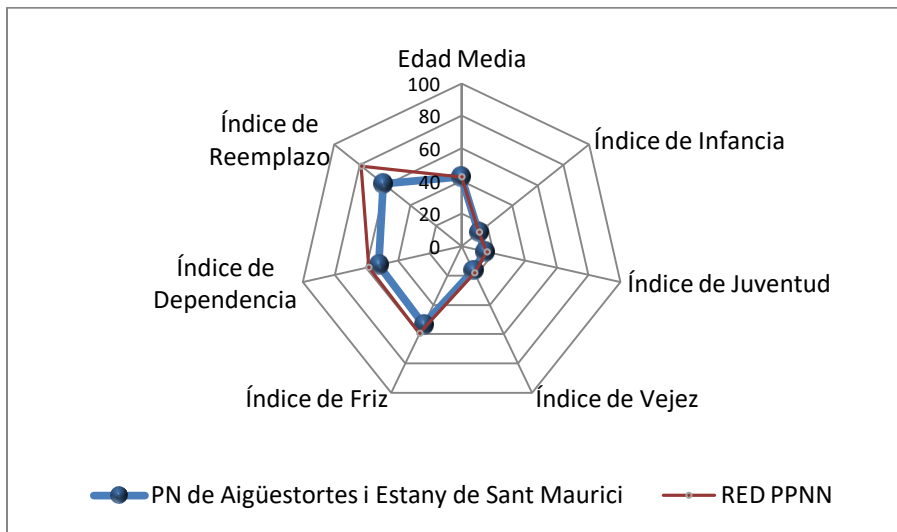 Edad Media
100
80
60
40
20
0
Índice de Infancia
Índice de Juventud
Índice de Vejez
Índice de Friz
Índice de
Dependencia
Índice de
Reemplazo
PN de Aigüestortes i Estany de Sant Maurici
RED PPNN